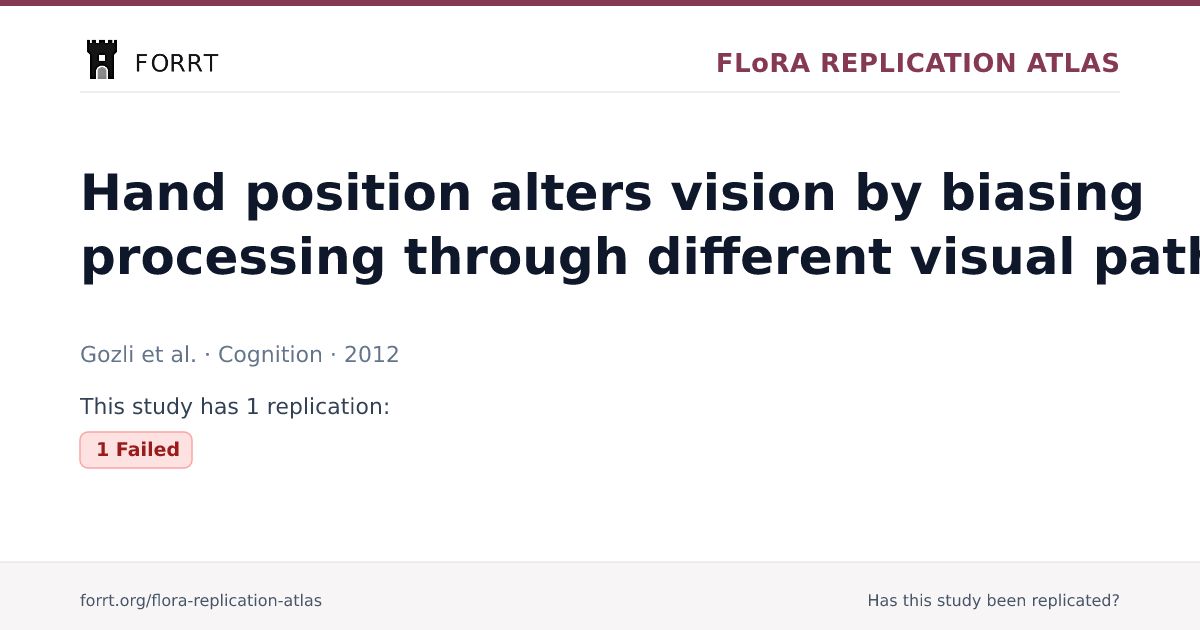 FORRT
FLoRA REPLICATION ATLAS
Hand position alters vision by biasing
processing through different visual
Gozli et al. · Cognition · 2012
This study has 1 replication:
1 Failed
forrt.org/flora-replication-atlas
Has this study been replicated?